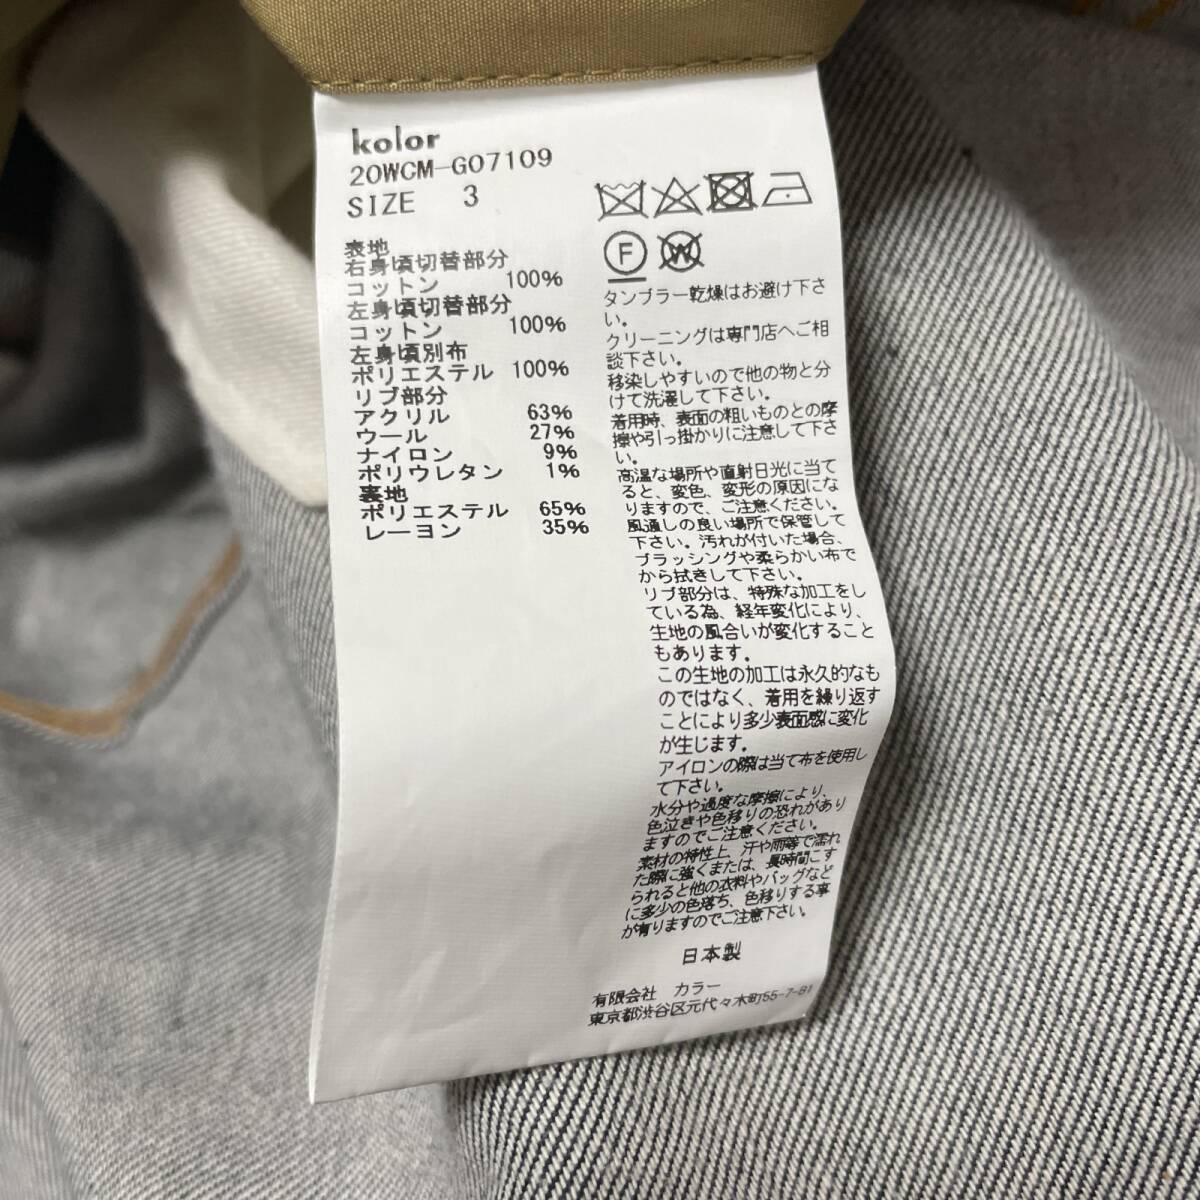 kolor
20WCM-G07109
SIZE 3
表地
右身頃切替部分
コットン 100%
左身頃切替部分
コットン 100%
左身頃別布
ポリエステル 100%
リブ部分
アクリル 63%
ウール 27%
ナイロン 9%
ポリウレタン 1%
裏地
ポリエステル 65%
レーヨン 35%
F
W
タンブラー乾燥はお避け下さ
い。
クリーニングは専門店へご相
談下さい。
移染しやすいので他の物と分
けて洗濯して下さい。
着用時、表面の粗いものとの摩
擦や引っ掛かりに注意して下さ
い。
高温な場所や直射日光に当て
ると、変色、変形の原因にな
りますので、ご注意ください。
風通しの良い場所で保管して
下さい。汚れが付いた場合、
ブラッシングや柔らかい布で
から拭きして下さい。
リブ部分は、特殊な加工をし
ている為、経年変化により、
生地の風合いが変化すること
もあります。
この生地の加工は永久的なも
のではなく、着用を繰り返す
ことにより多少表面感に変化
が生じます。
アイロンの際は当て布を使用し
て下さい。
水分や過度な摩擦により、
色泣きや色移りの恐れがあり
ますのでご注意ください。
素材の特性上、汗や雨等で濡れ
た際に強くまたは、長時間こす
られると他の衣料やバッグなど
に多少の色落ち、色移りする事
が有りますのでご注意下さい。
日本製
有限会社 カラー
東京都渋谷区元代々木町55-7-B1